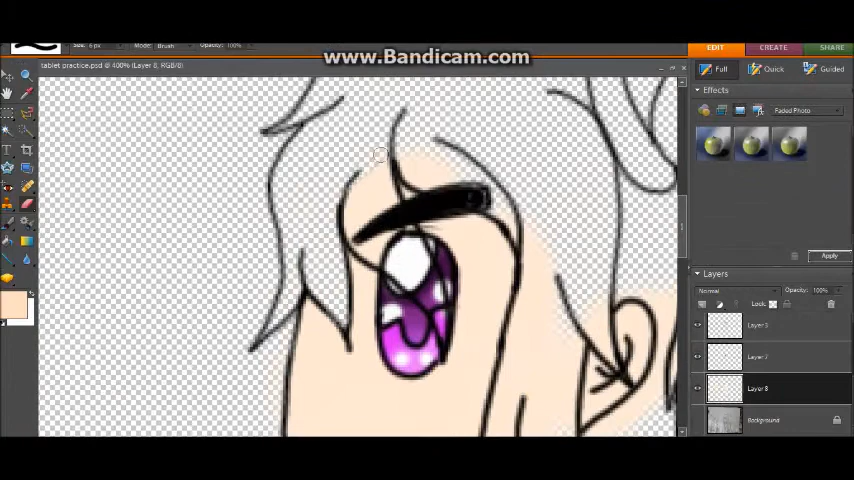 Size: 6 px Mode: Brush Opacity: 100%
www.Bandicam.com
EDIT CREATE SHARE
tablet practice.psd @ 400% (Layer 8, RGB/8)
Full Quick Guided
Effects
Faded Photo
Apply
Layers
Normal Opacity: 100%
Lock:
Layer 3
Layer 7
Layer 8
Background